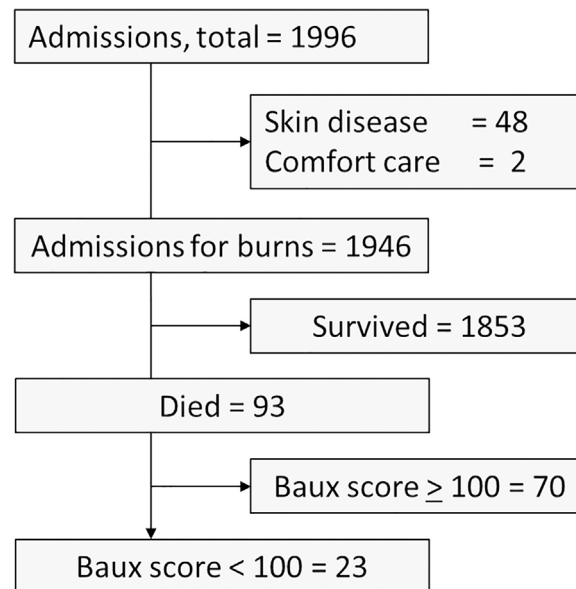 Admissions, total = 1996
Skin disease = 48
Comfort care = 2
Admissions for burns = 1946
Survived = 1853
Died = 93
Baux score ≥ 100 = 70
Baux score < 100 = 23